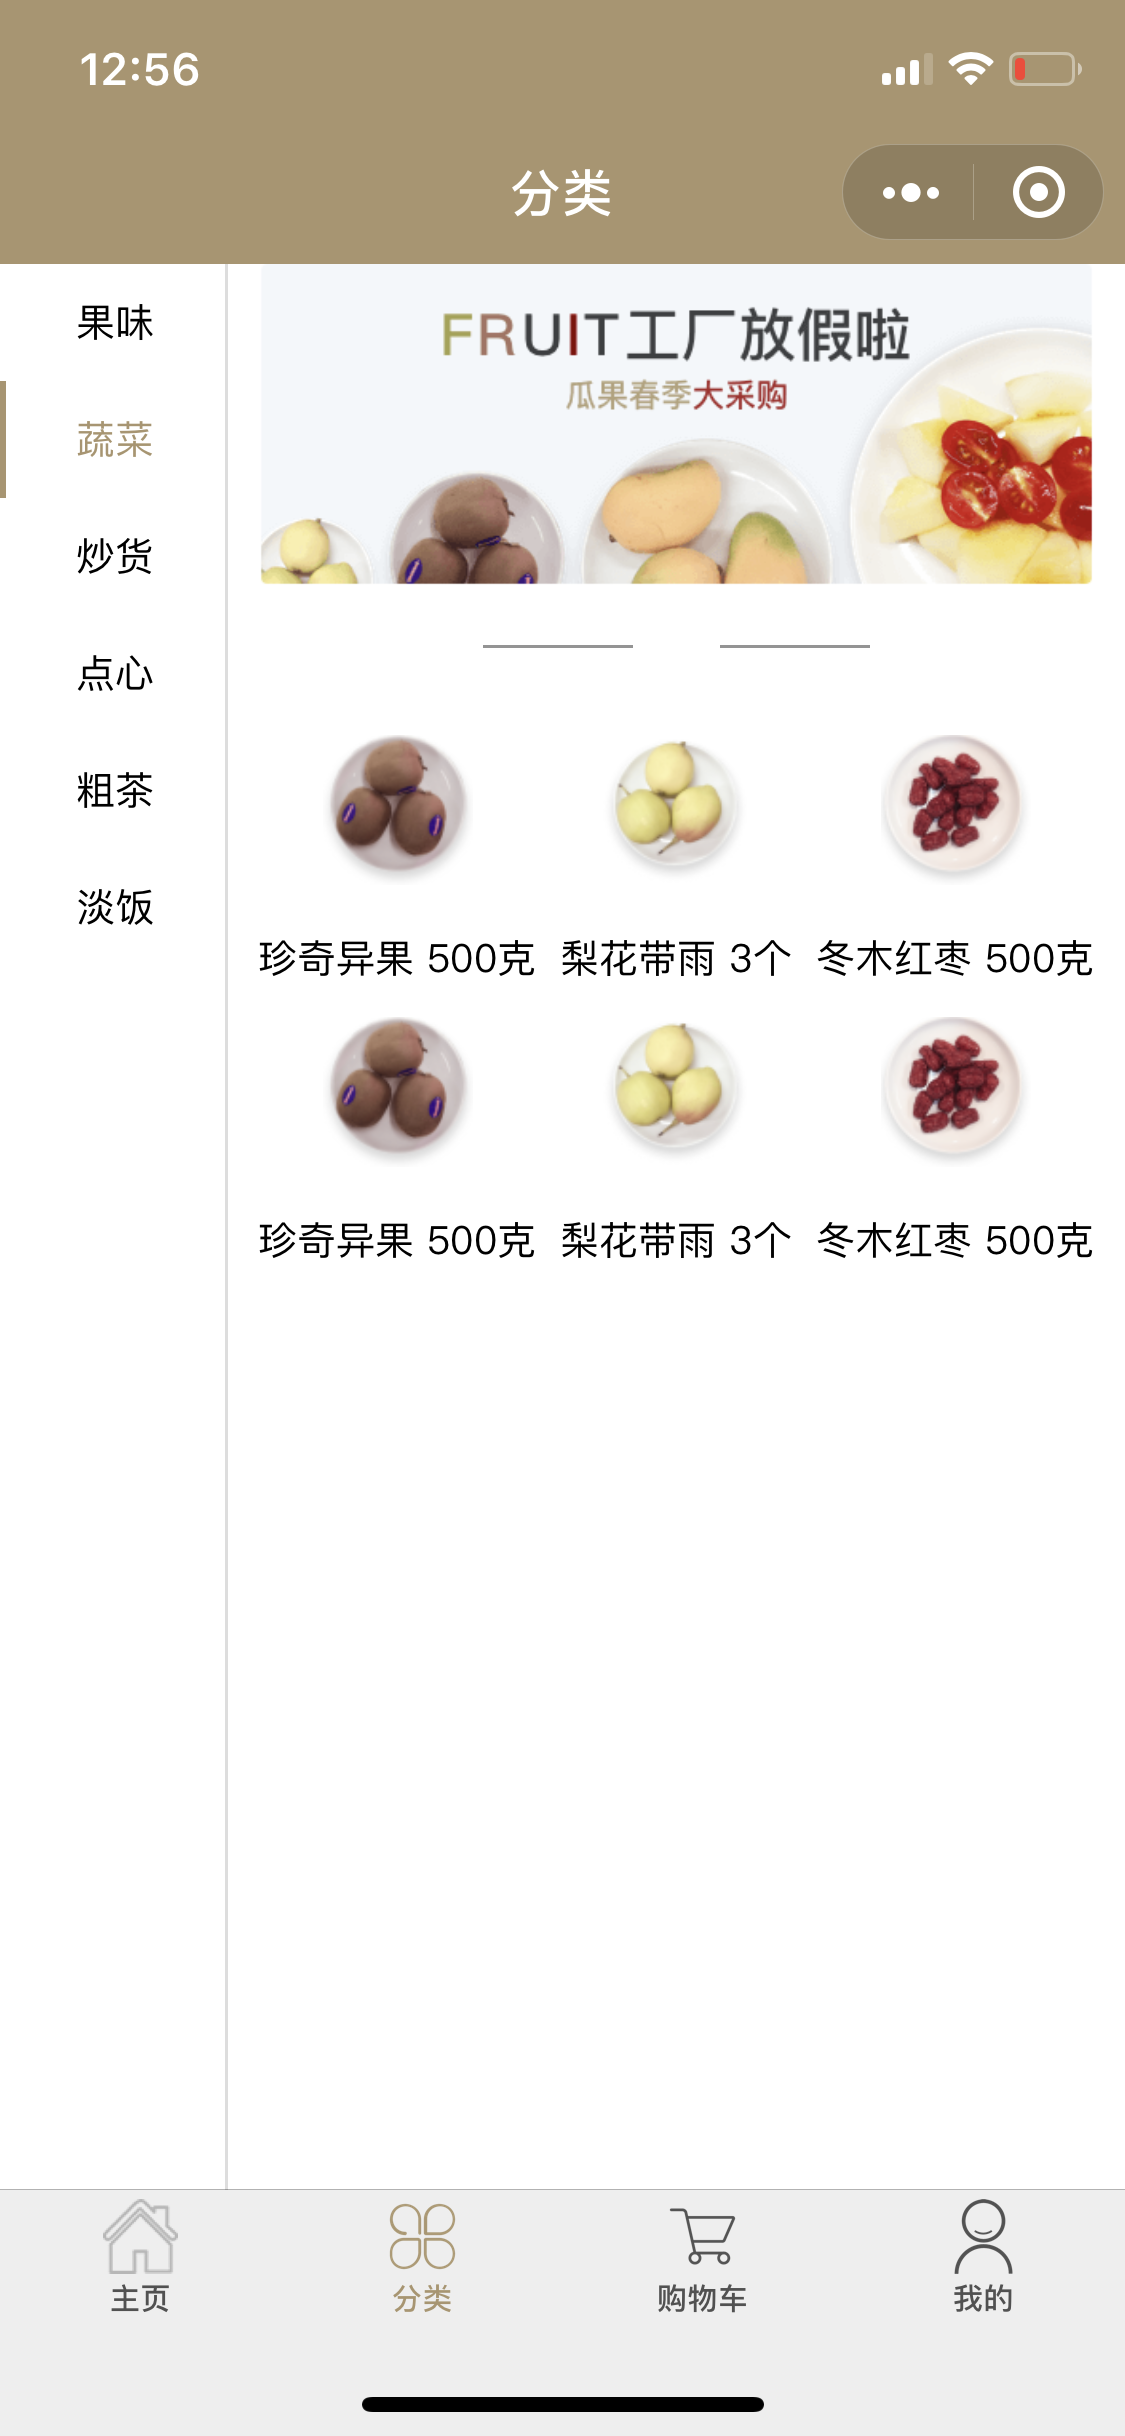 12:56
分类
果味
蔬菜
炒货
点心
粗茶
淡饭
FRUIT工厂放假啦
瓜果春季大采购
珍奇异果 500克
梨花带雨 3个
冬木红枣 500克
珍奇异果 500克
梨花带雨 3个
冬木红枣 500克
主页
分类
购物车
我的